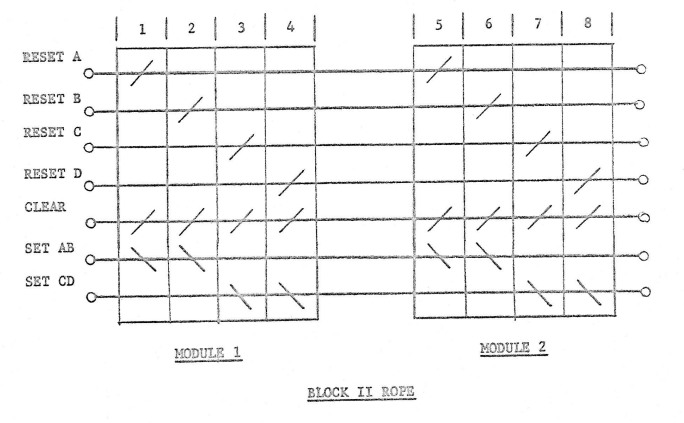 1 2 3 4 5 6 7 8
RESET A
RESET B
RESET C
RESET D
CLEAR
SET AB
SET CD
MODULE 1 MODULE 2
BLOCK II ROPE